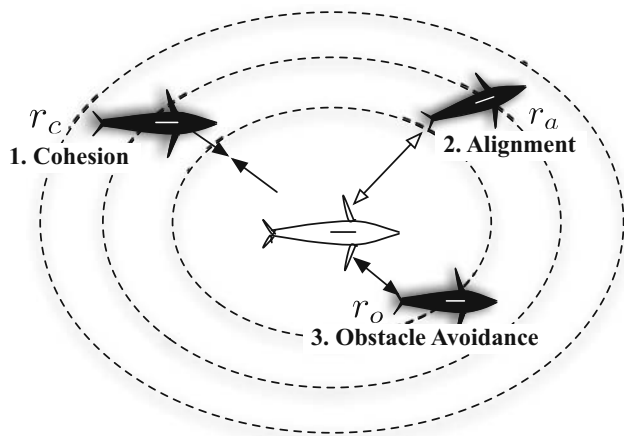 r_c
1. Cohesion
r_a
2. Alignment
r_o
3. Obstacle Avoidance